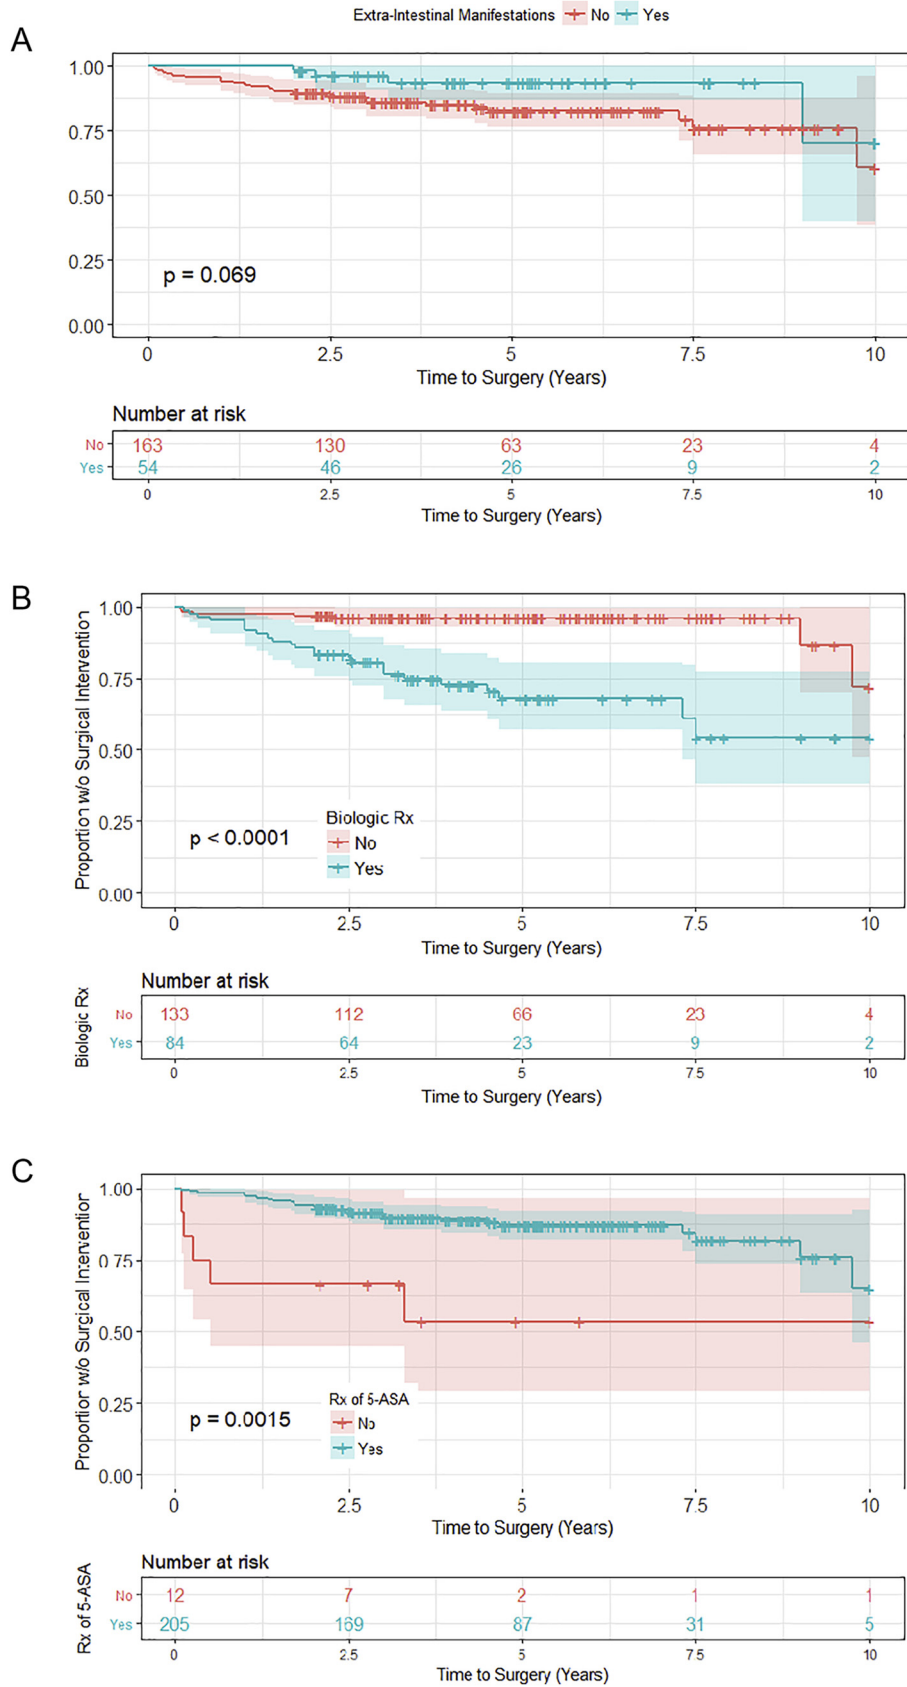 Extra-Intestinal Manifestations No Yes
A
1.00
0.75
0.50
0.25
0.00
p = 0.069
0 2.5 5 7.5 10
Time to Surgery (Years)
Number at risk
No 163 130 63 23 4
Yes 54 46 26 9 2
0 2.5 5 7.5 10
Time to Surgery (Years)
B
Proportion w/o Surgical Intervention
1.00
0.75
0.50
0.25
0.00
p < 0.0001
Biologic Rx
No
Yes
0 2.5 5 7.5 10
Time to Surgery (Years)
Number at risk
Biologic Rx
No 133 112 66 23 4
Yes 84 64 23 9 2
0 2.5 5 7.5 10
Time to Surgery (Years)
C
Proportion w/o Surgical Intervention
1.00
0.75
0.50
0.25
0.00
p = 0.0015
Rx of 5-ASA
No
Yes
0 2.5 5 7.5 10
Time to Surgery (Years)
Number at risk
Rx of 5-ASA
No 12 7 2 1 1
Yes 205 169 87 31 5
0 2.5 5 7.5 10
Time to Surgery (Years)